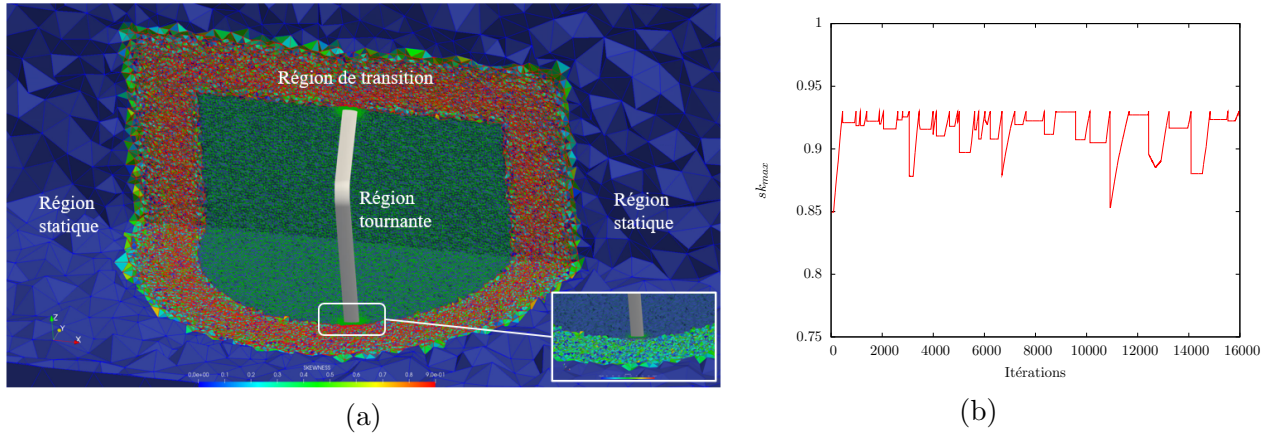 Région de transition
Région
statique
Région
tournante
Région
statique
Z
Y
X
SKEWNESS
0.0e+00 0.1 0.2 0.3 0.4 0.5 0.6 0.7 0.8 9.0e-01
(a)
1
0.95
0.9
0.85
0.8
0.75
sk_max
0 2000 4000 6000 8000 10000 12000 14000 16000
Itérations
(b)